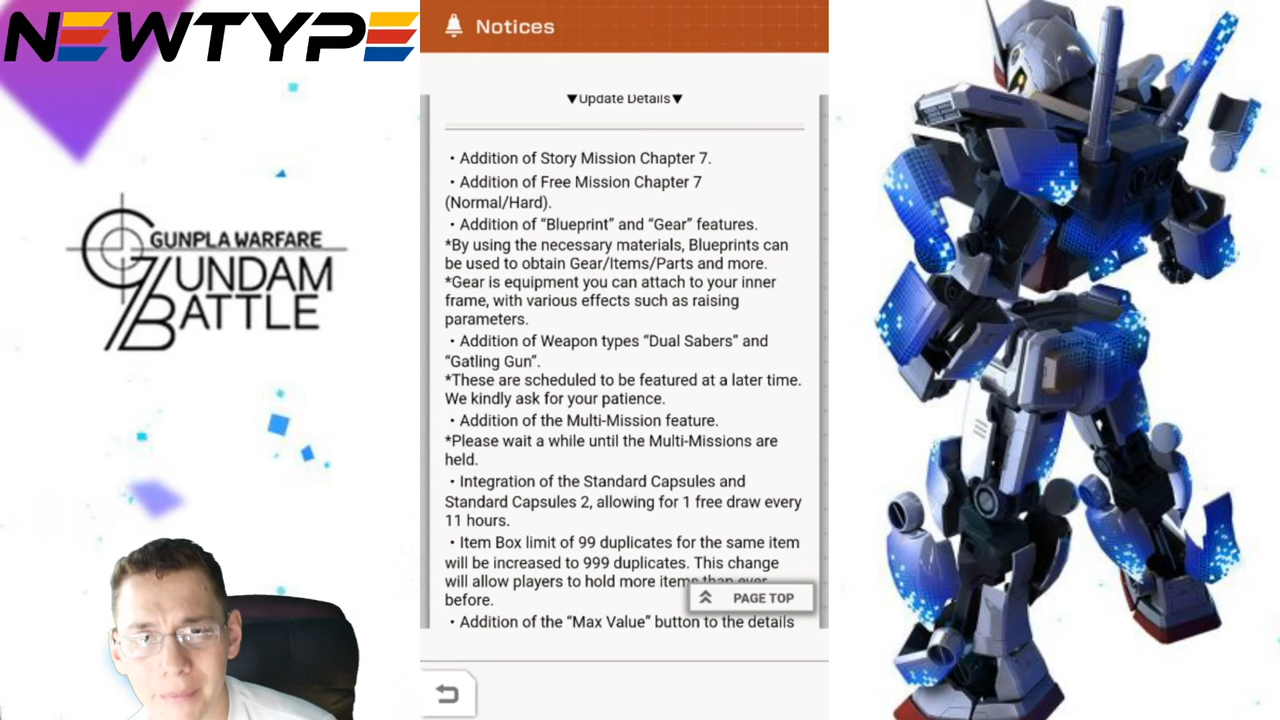 NEWTYPE
GUNPLA WARFARE
GUNDAM
BATTLE
Notices
▼Update Details▼
・Addition of Story Mission Chapter 7.
・Addition of Free Mission Chapter 7
(Normal/Hard).
・Addition of “Blueprint” and “Gear” features.
*By using the necessary materials, Blueprints can
be used to obtain Gear/Items/Parts and more.
*Gear is equipment you can attach to your inner
frame, with various effects such as raising
parameters.
・Addition of Weapon types “Dual Sabers” and
“Gatling Gun”.
*These are scheduled to be featured at a later time.
We kindly ask for your patience.
・Addition of the Multi-Mission feature.
*Please wait a while until the Multi-Missions are
held.
・Integration of the Standard Capsules and
Standard Capsules 2, allowing for 1 free draw every
11 hours.
・Item Box limit of 99 duplicates for the same item
will be increased to 999 duplicates. This change
will allow players to hold more items than ever
before.
PAGE TOP
・Addition of the “Max Value” button to the details